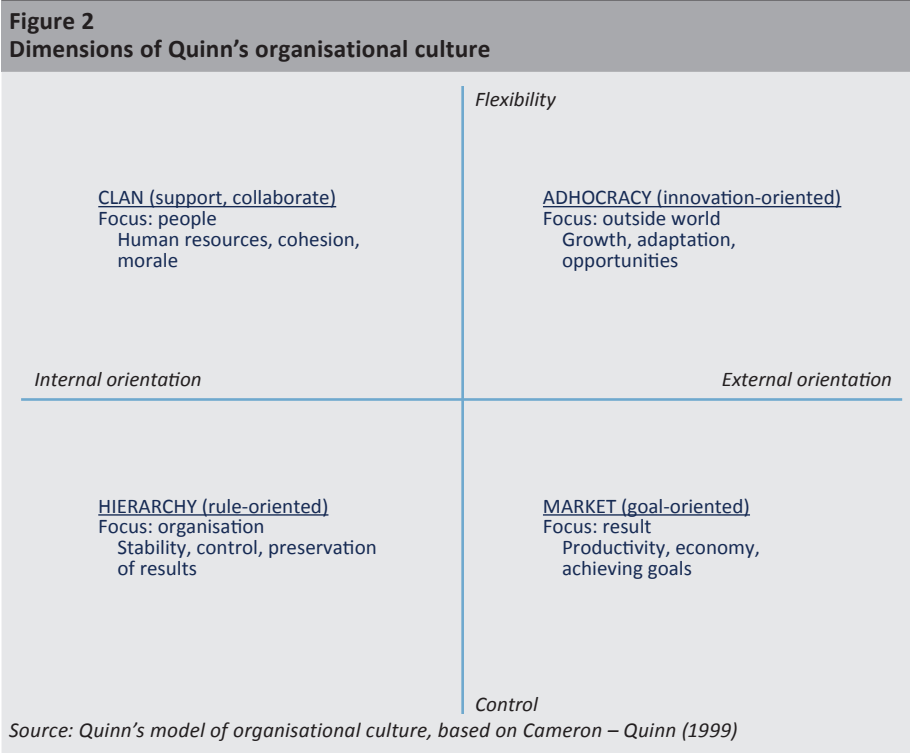 Figure 2
Dimensions of Quinn's organisational culture
Flexibility
CLAN (support, collaborate)
Focus: people
Human resources, cohesion,
morale
ADHOCRACY (innovation-oriented)
Focus: outside world
Growth, adaptation,
opportunities
Internal orientation
External orientation
HIERARCHY (rule-oriented)
Focus: organisation
Stability, control, preservation
of results
MARKET (goal-oriented)
Focus: result
Productivity, economy,
achieving goals
Control
Source: Quinn's model of organisational culture, based on Cameron – Quinn (1999)